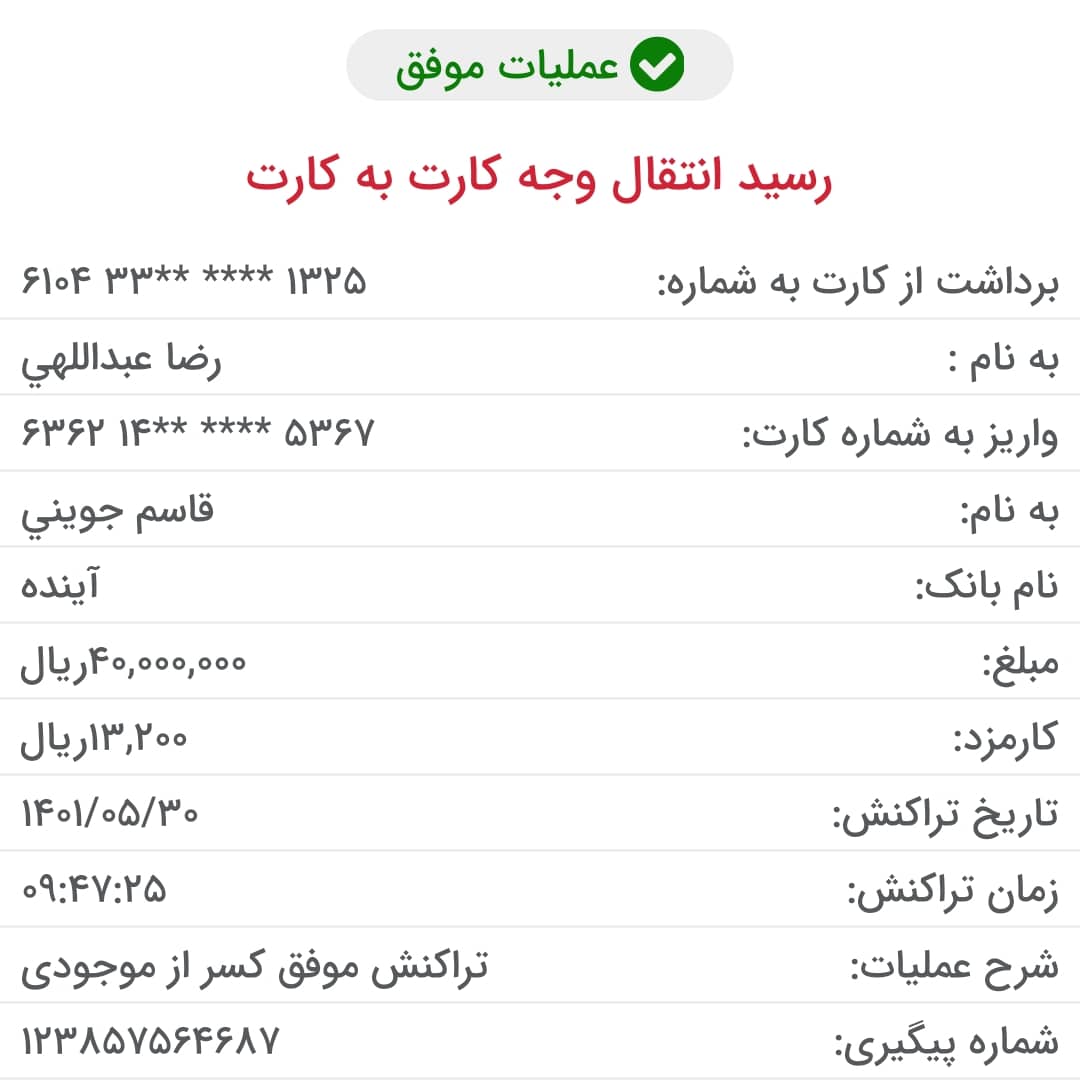 عملیات موفق
رسید انتقال وجه کارت به کارت
برداشت از کارت به شماره: ۶۱۰۴ ۳۳** **** ۱۳۲۵
به نام : رضا عبداللهي
واریز به شماره کارت: ۶۳۶۲ ۱۴** **** ۵۳۶۷
به نام: قاسم جويني
نام بانک: آینده
مبلغ: ۴۰,۰۰۰,۰۰۰ریال
کارمزد: ۱۳,۲۰۰ریال
تاریخ تراکنش: ۱۴۰۱/۰۵/۳۰
زمان تراکنش: ۰۹:۴۷:۲۵
شرح عملیات: تراکنش موفق کسر از موجودی
شماره پیگیری: ۱۲۳۸۵۷۵۶۴۶۸۷